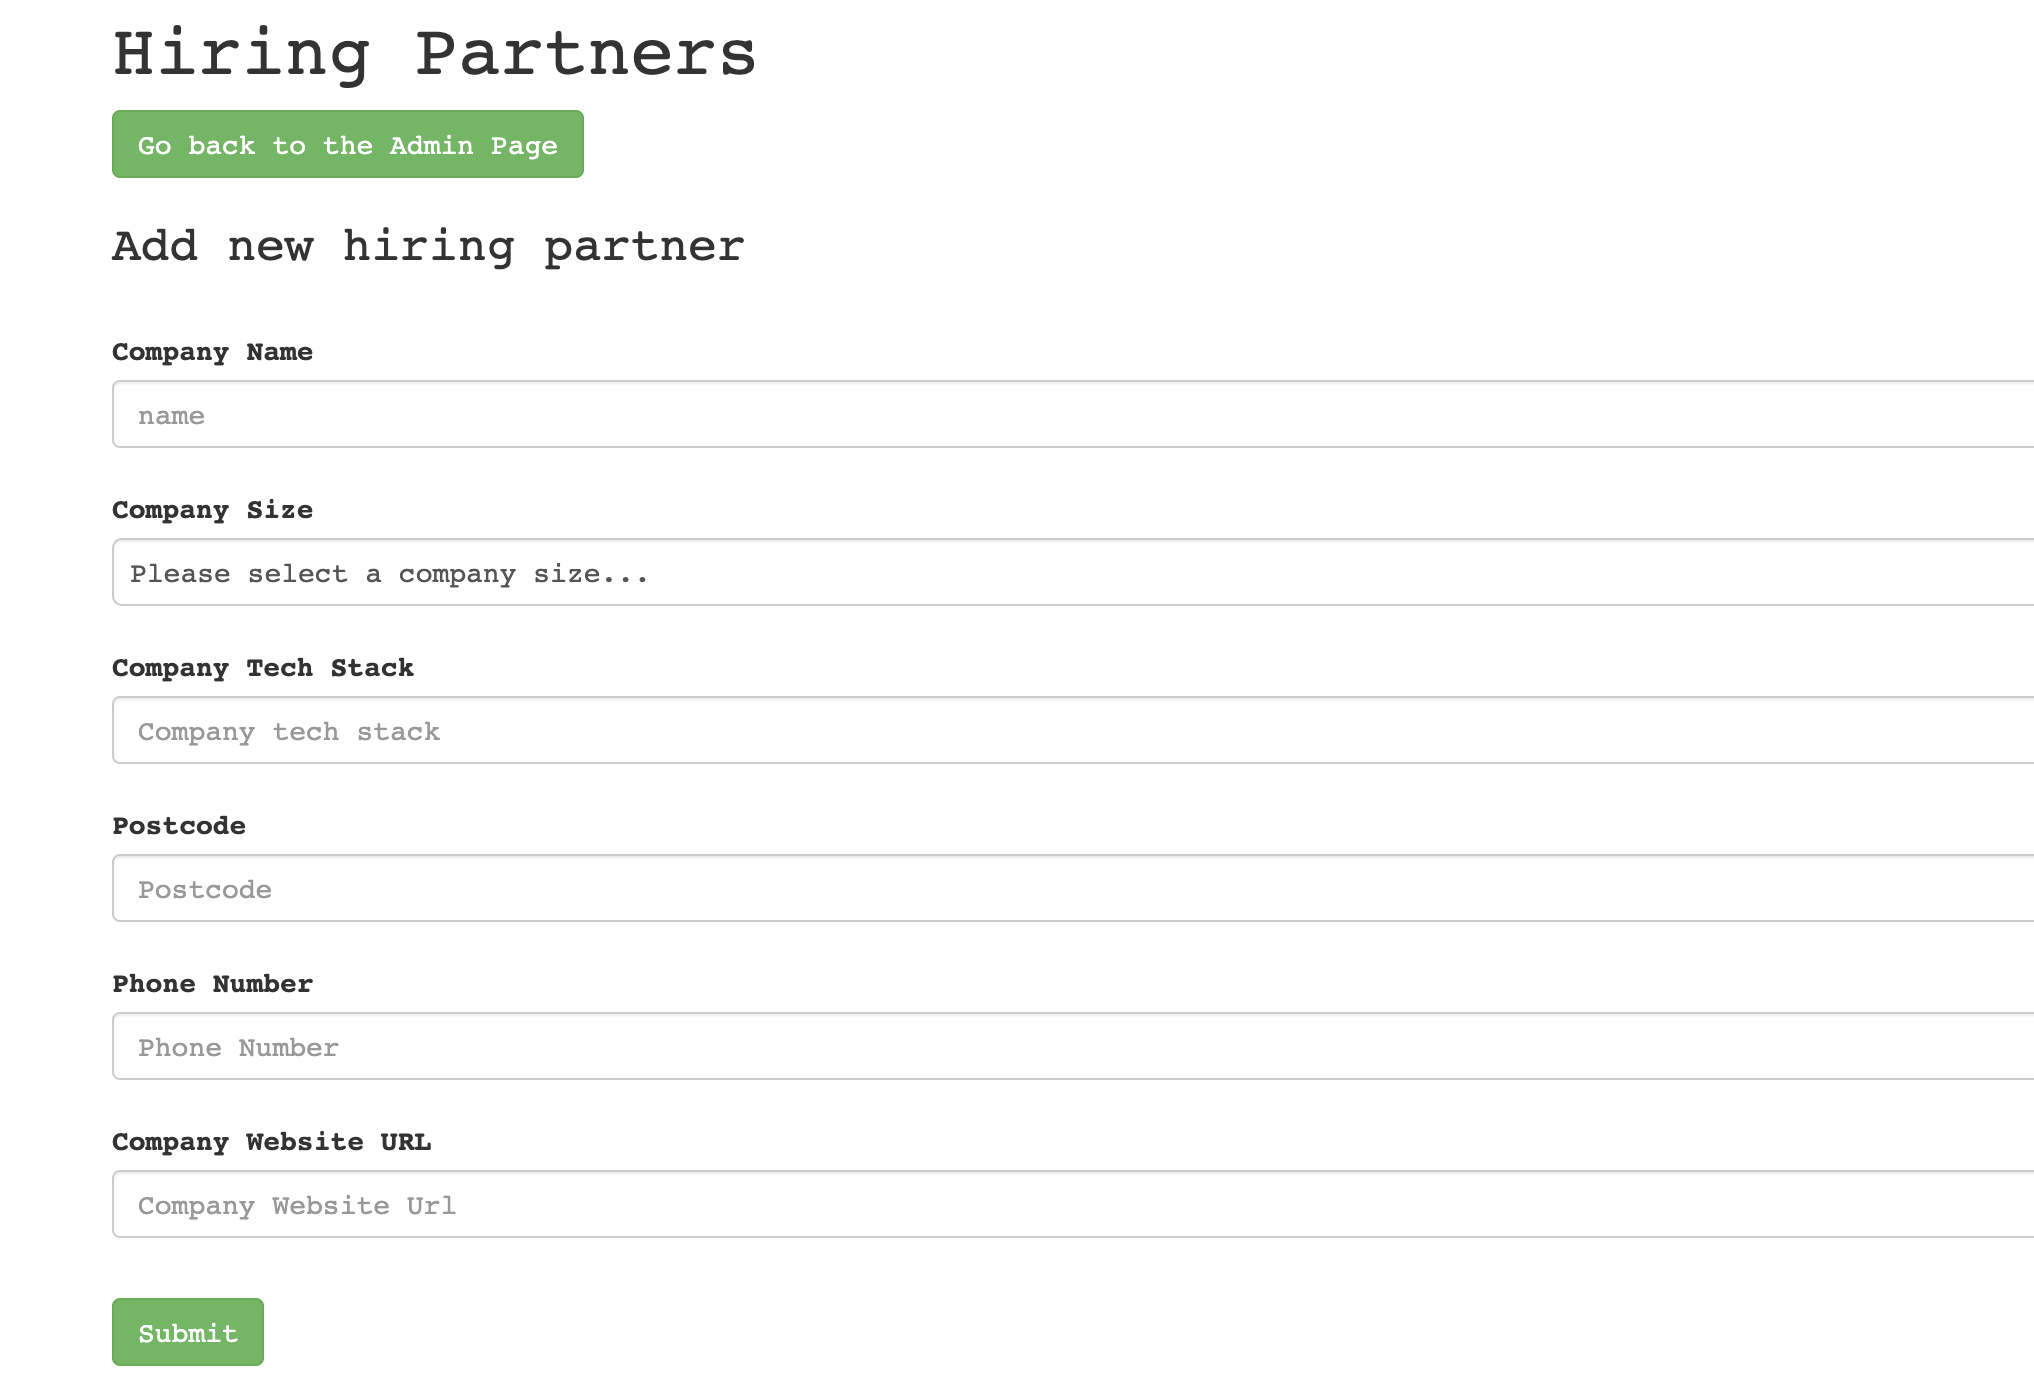 Hiring Partners
Go back to the Admin Page
Add new hiring partner
Company Name
name
Company Size
Please select a company size...
Company Tech Stack
Company tech stack
Postcode
Postcode
Phone Number
Phone Number
Company Website URL
Company Website Url
Submit